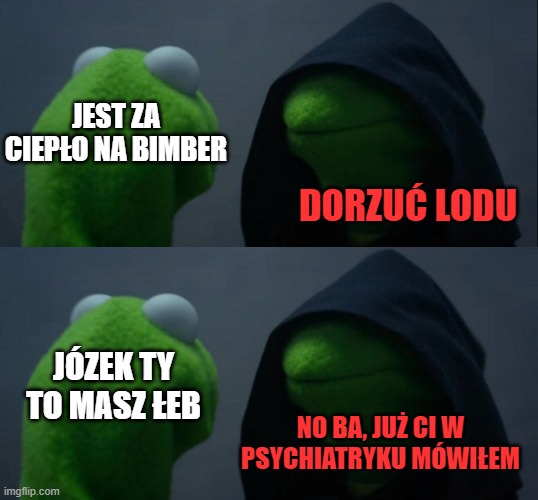 JEST ZA
CIEPŁO NA BIMBER
DORZUĆ LODU
JÓZEK TY
TO MASZ ŁEB
NO BA, JUŻ CI W
PSYCHIATRYKU MÓWIŁEM
imgflip.com